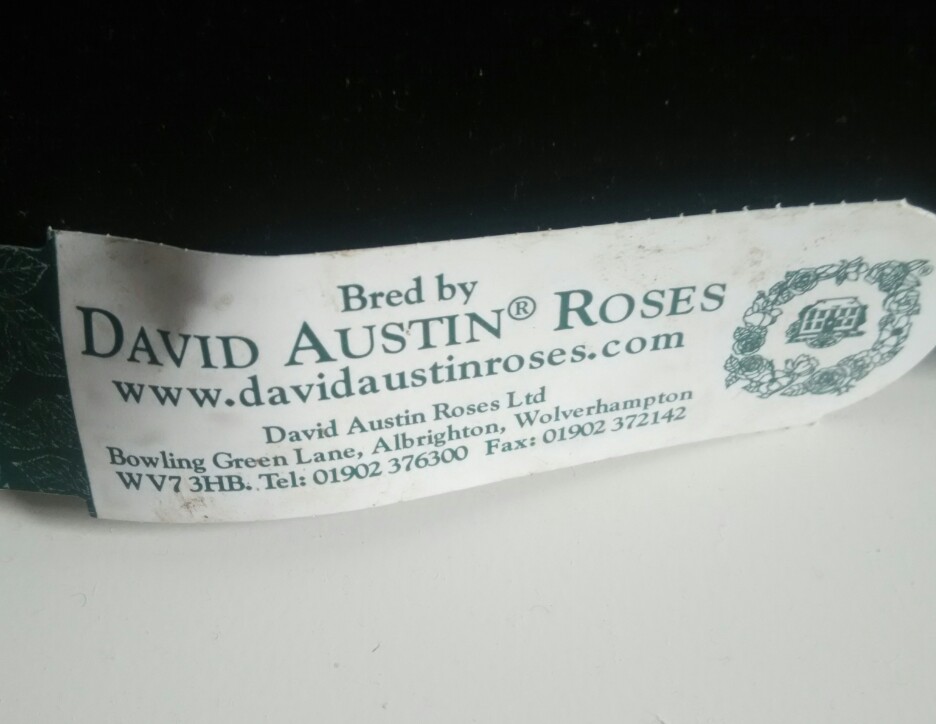 Bred by
DAVID AUSTIN® ROSES
www.davidaustinroses.com
David Austin Roses Ltd
Bowling Green Lane, Albrighton, Wolverhampton
WV7 3HB. Tel: 01902 376300 Fax: 01902 372142